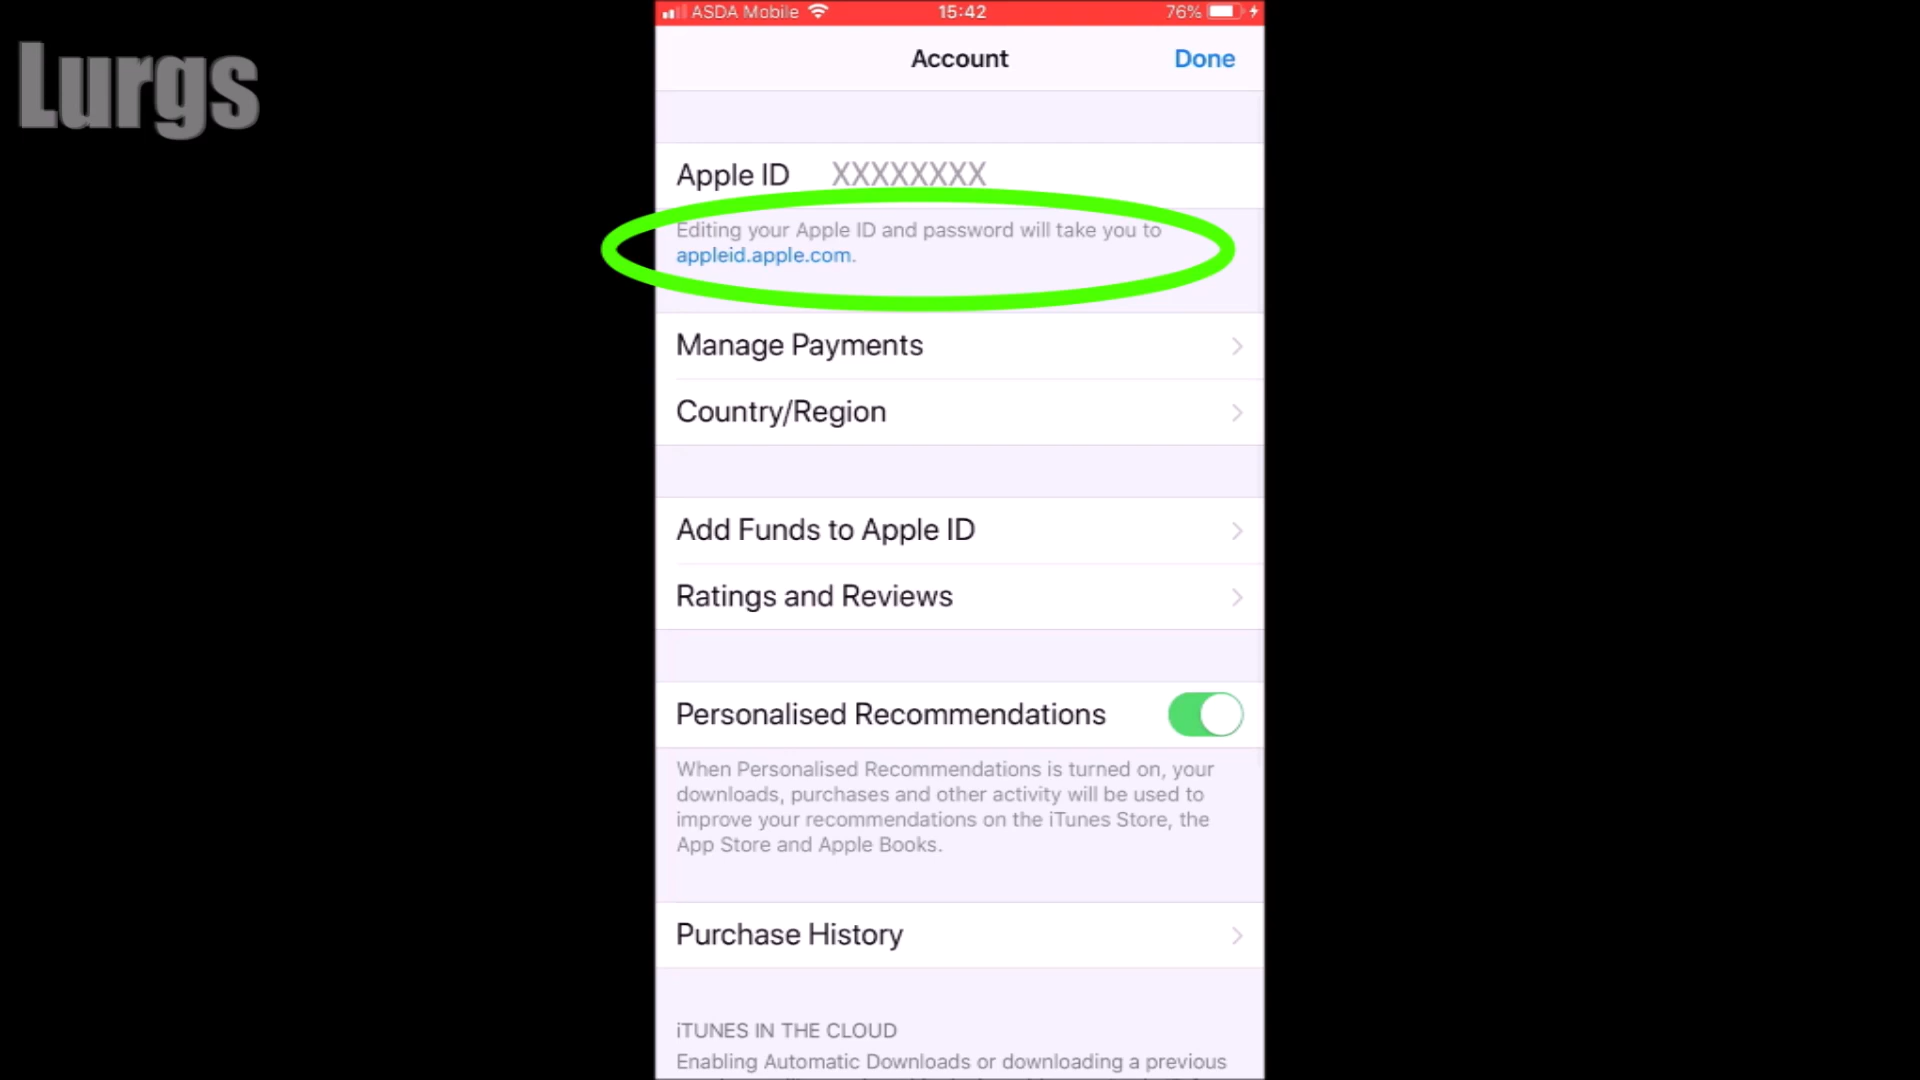 Lurgs
ASDA Mobile 15:42 76%
Account Done
Apple ID XXXXXXXX
Editing your Apple ID and password will take you to
appleid.apple.com.
Manage Payments
Country/Region
Add Funds to Apple ID
Ratings and Reviews
Personalised Recommendations
When Personalised Recommendations is turned on, your
downloads, purchases and other activity will be used to
improve your recommendations on the iTunes Store, the
App Store and Apple Books.
Purchase History
iTUNES IN THE CLOUD
Enabling Automatic Downloads or downloading a previous